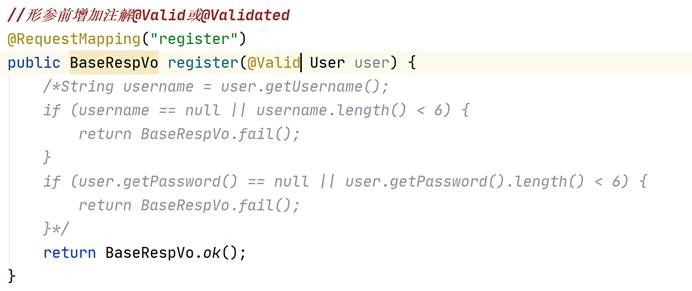 //形参前增加注解@Valid或@Validated
@RequestMapping("register")
public BaseRespVo register(@Valid User user) {
    /*String username = user.getUsername();
    if (username == null || username.length() < 6) {
        return BaseRespVo.fail();
    }
    if (user.getPassword() == null || user.getPassword().length() < 6) {
        return BaseRespVo.fail();
    }*/
    return BaseRespVo.ok();
}